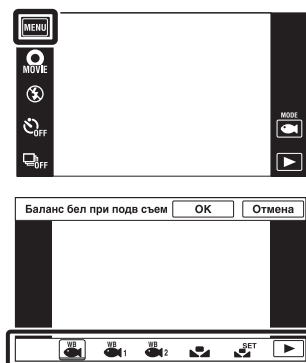 MENU
MOVIE
OFF
OFF
MODE
Баланс бел при подв съем OK Отмена
WB WB 1 WB 2 SET